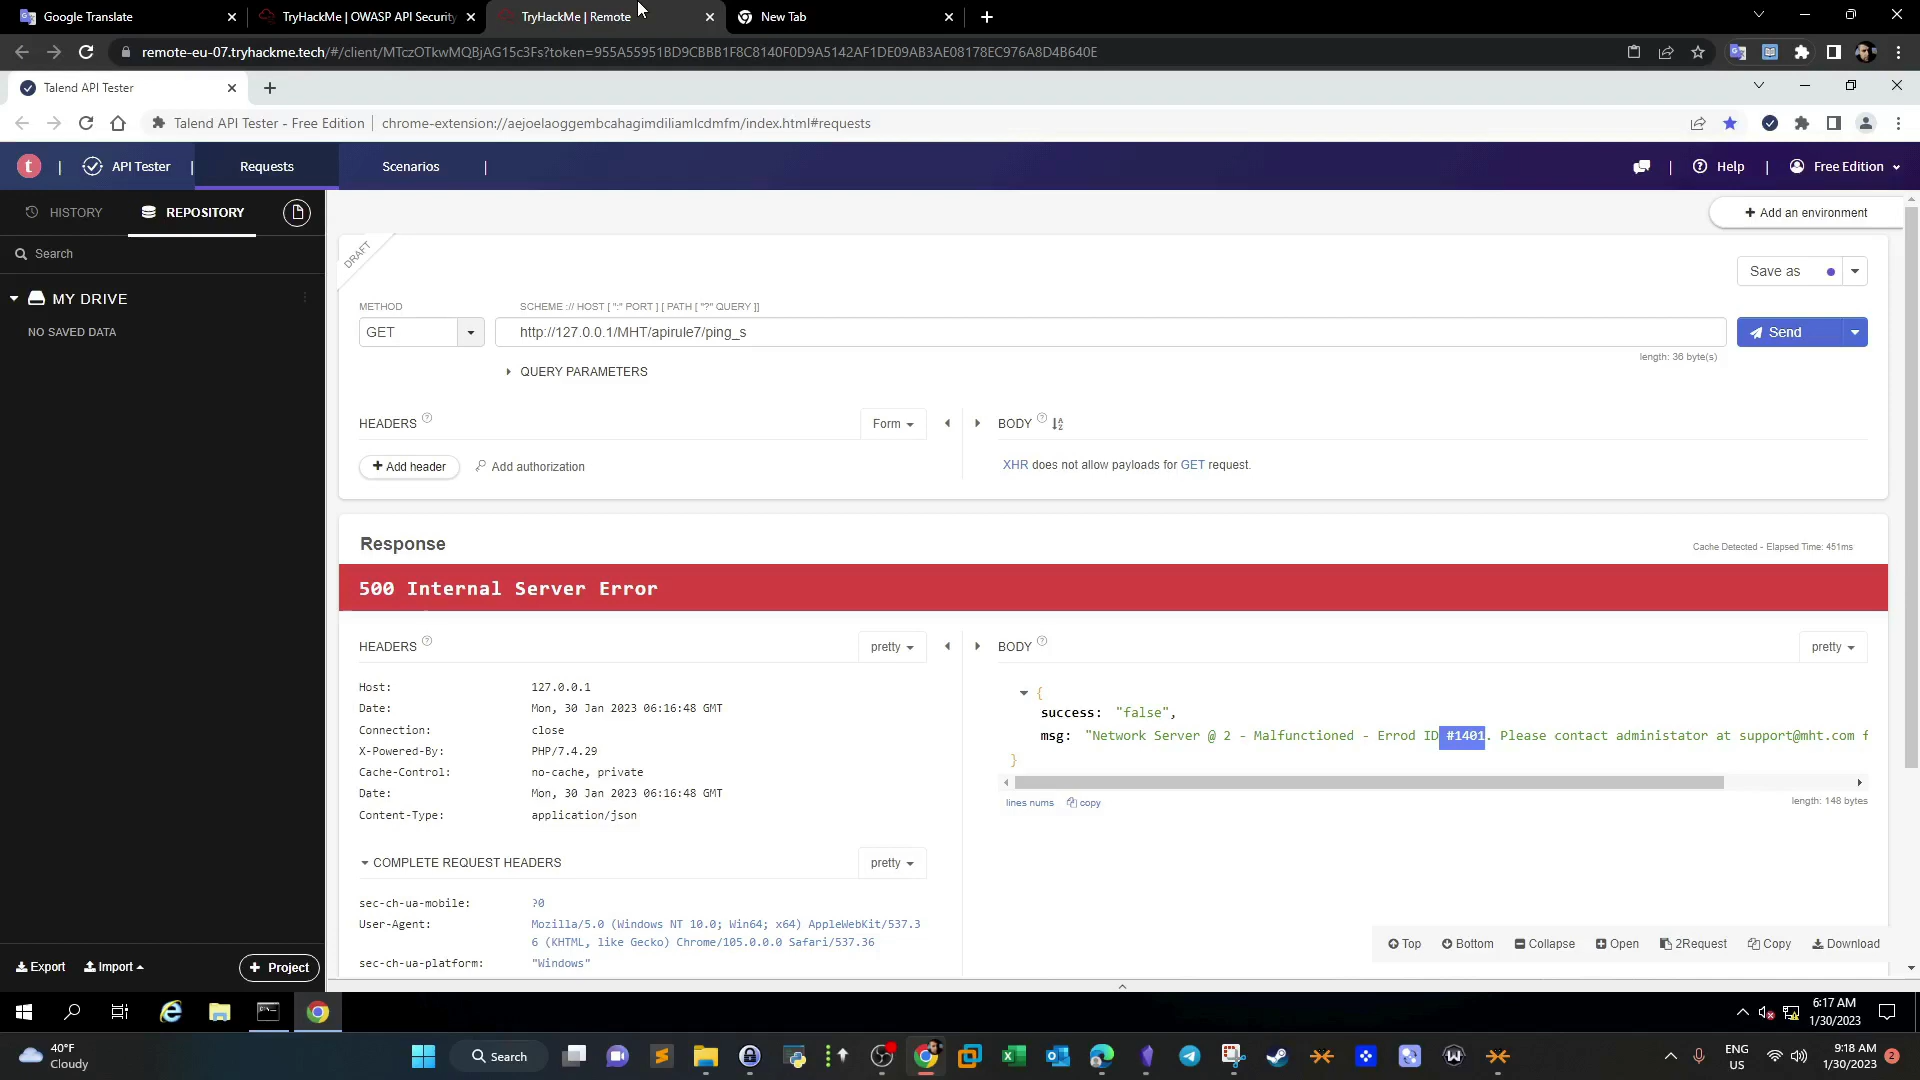 Google Translate
TryHackMe | OWASP API Security
TryHackMe | Remote
New Tab
remote-eu-07.tryhackme.tech/#/client/MTczOTkwMQBjAG15c3Fs?token=955A55951BD9CBBB1F8C8140F0D9A5142AF1DE09AB3AE08178EC976A8D4B640E
Talend API Tester
Talend API Tester - Free Edition
chrome-extension://aejoelaoggembcahagimdiliamlcdmfm/index.html#requests
t | API Tester | Requests Scenarios |
| Help | Free Edition
HISTORY REPOSITORY
Add an environment
Search
DRAFT
Save as
MY DRIVE
METHOD
SCHEME :// HOST [ ":" PORT ] [ PATH [ "?" QUERY ]]
NO SAVED DATA
GET
http://127.0.0.1/MHT/apirule7/ping_s
Send
length: 36 byte(s)
QUERY PARAMETERS
HEADERS ?
Form
BODY ?
Add header
Add authorization
XHR does not allow payloads for GET request.
Response
Cache Detected - Elapsed Time: 451ms
500 Internal Server Error
HEADERS ?
pretty
BODY ?
pretty
Host: 127.0.0.1
Date: Mon, 30 Jan 2023 06:16:48 GMT
Connection: close
X-Powered-By: PHP/7.4.29
Cache-Control: no-cache, private
Date: Mon, 30 Jan 2023 06:16:48 GMT
Content-Type: application/json
{
success: "false",
msg: "Network Server @ 2 - Malfunctioned - Errod ID #1401. Please contact administator at support@mht.com f
}
lines nums copy
length: 148 bytes
COMPLETE REQUEST HEADERS
pretty
sec-ch-ua-mobile: ?0
User-Agent: Mozilla/5.0 (Windows NT 10.0; Win64; x64) AppleWebKit/537.3
6 (KHTML, like Gecko) Chrome/105.0.0.0 Safari/537.36
sec-ch-ua-platform: "Windows"
Top Bottom Collapse Open 2Request Copy Download
Export Import + Project
6:17 AM
1/30/2023
40°F
Cloudy
Search
ENG
US
9:18 AM
1/30/2023
2